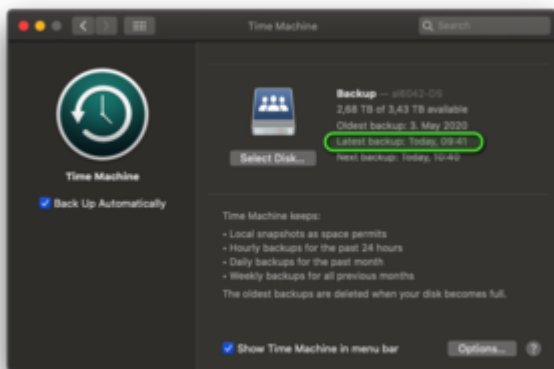 Time Machine
Search
Backup — al6042-DS
2,68 TB of 3,43 TB available
Oldest backup: 3. May 2020
Latest backup: Today, 09:41
Next backup: Today, 10:40
Select Disk...
Time Machine
Back Up Automatically
Time Machine keeps:
• Local snapshots as space permits
• Hourly backups for the past 24 hours
• Daily backups for the past month
• Weekly backups for all previous months
The oldest backups are deleted when your disk becomes full.
Show Time Machine in menu bar
Options...
?